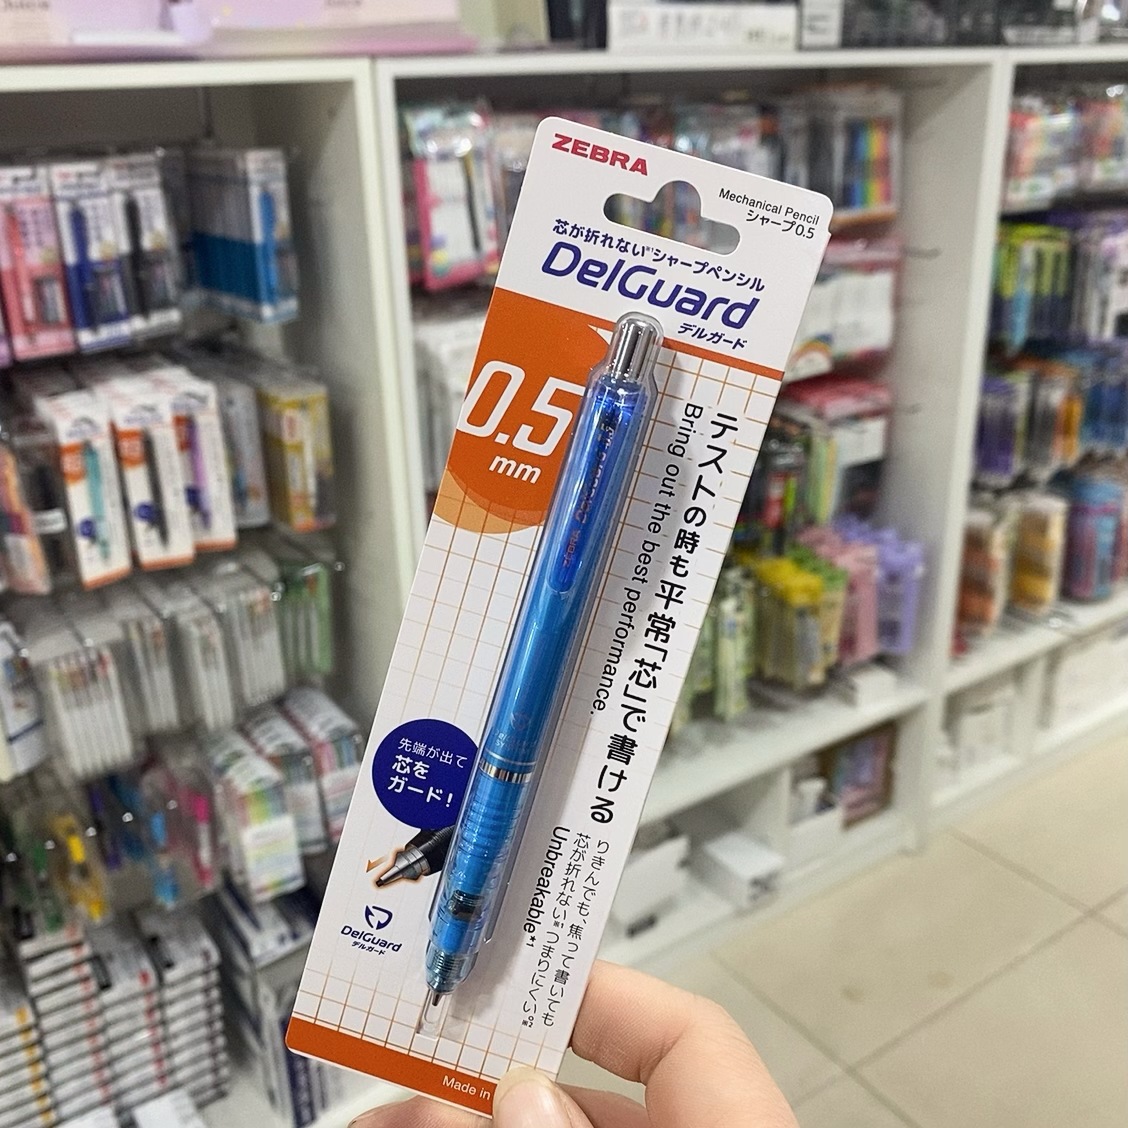 ZEBRA
Mechanical Pencil
シャープ0.5
芯が折れない※1シャープペンシル
DelGuard
デルガード
0.5
mm
テストの時も平常「芯」で書ける
Bring out the best performance.
先端が出て
芯を
ガード!
りきんでも、焦って書いても
芯が折れない※1つまりにくい。※2
Unbreakable*1
DelGuard
デルガード
Made in